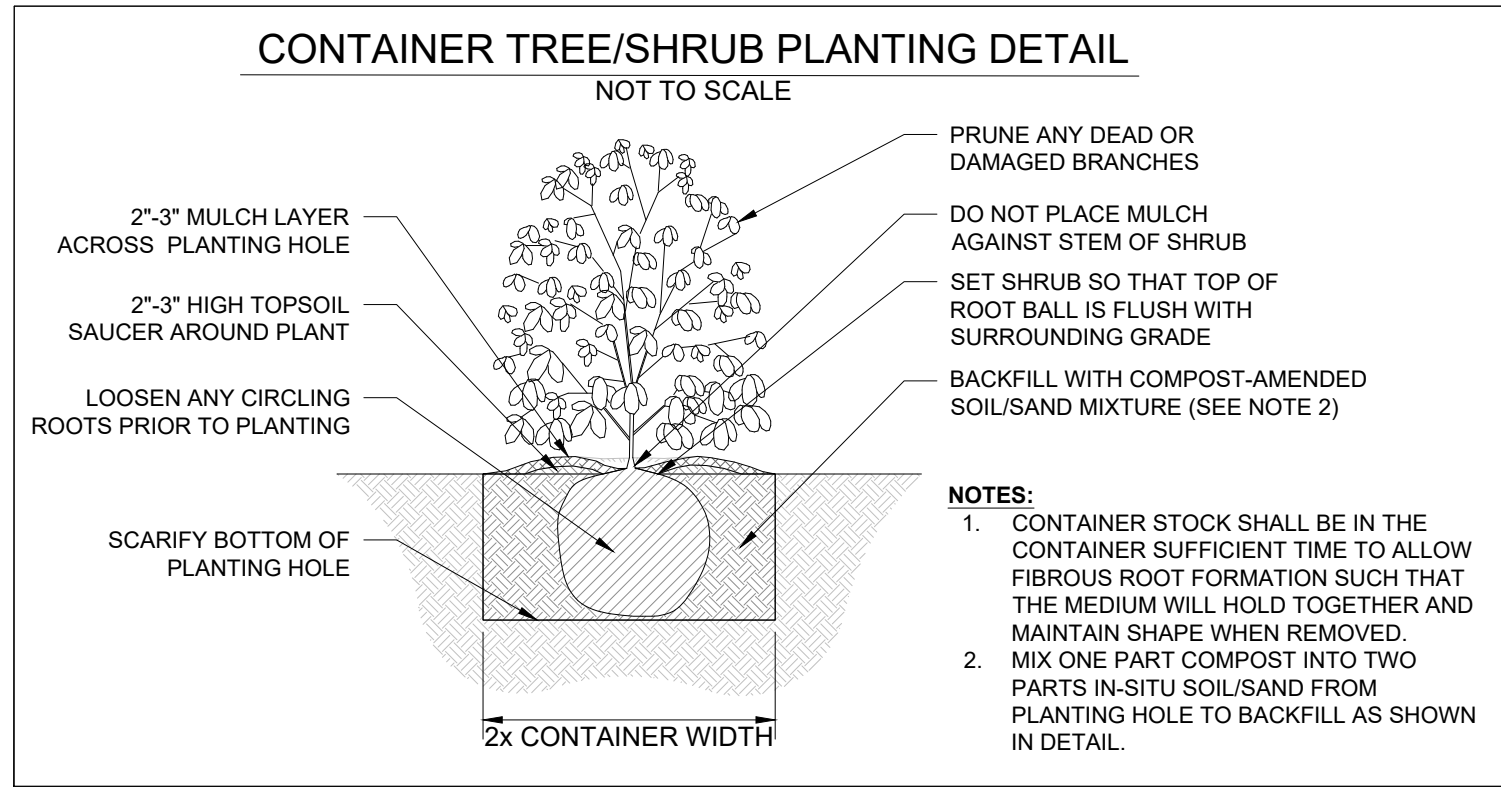 CONTAINER TREE/SHRUB PLANTING DETAIL
NOT TO SCALE
2"-3" MULCH LAYER
ACROSS PLANTING HOLE
2"-3" HIGH TOPSOIL
SAUCER AROUND PLANT
LOOSEN ANY CIRCLING
ROOTS PRIOR TO PLANTING
SCARIFY BOTTOM OF
PLANTING HOLE
PRUNE ANY DEAD OR
DAMAGED BRANCHES
DO NOT PLACE MULCH
AGAINST STEM OF SHRUB
SET SHRUB SO THAT TOP OF
ROOT BALL IS FLUSH WITH
SURROUNDING GRADE
BACKFILL WITH COMPOST-AMENDED
SOIL/SAND MIXTURE (SEE NOTE 2)
2x CONTAINER WIDTH
NOTES:
1. CONTAINER STOCK SHALL BE IN THE
CONTAINER SUFFICIENT TIME TO ALLOW
FIBROUS ROOT FORMATION SUCH THAT
THE MEDIUM WILL HOLD TOGETHER AND
MAINTAIN SHAPE WHEN REMOVED.
2. MIX ONE PART COMPOST INTO TWO
PARTS IN-SITU SOIL/SAND FROM
PLANTING HOLE TO BACKFILL AS SHOWN
IN DETAIL.